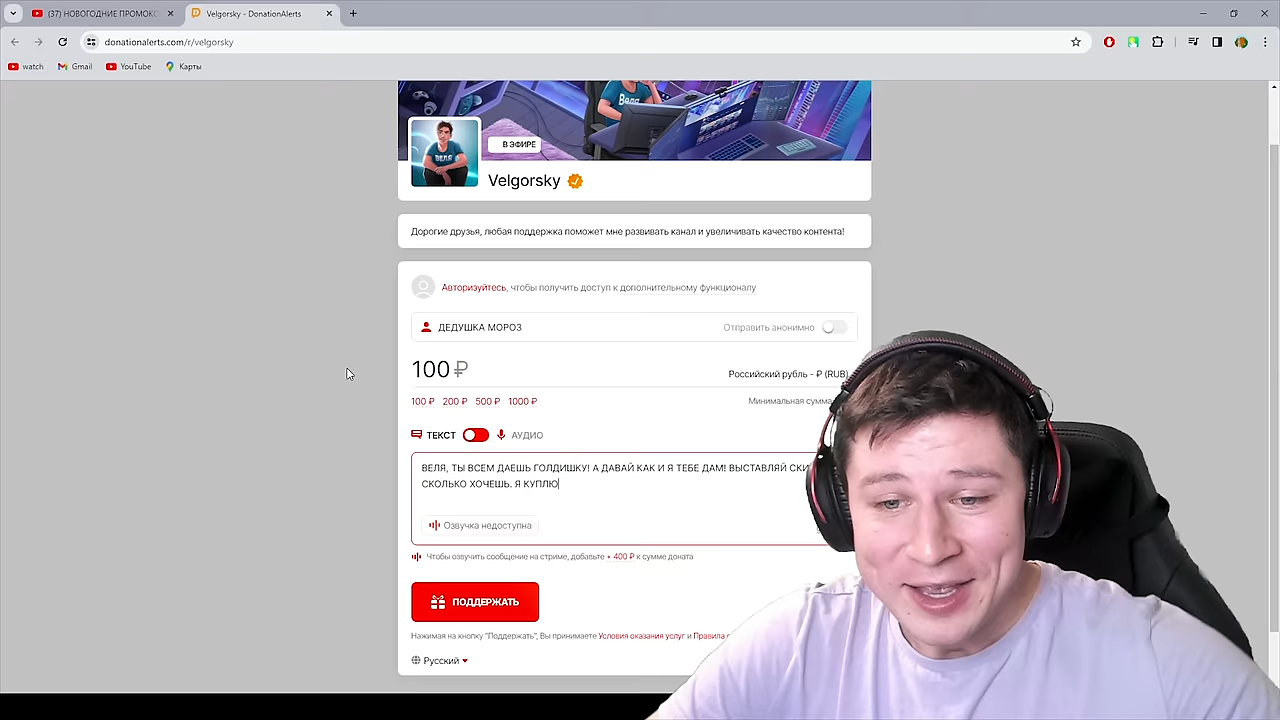 (37) НОВОГОДНИЕ ПРОМОК
Velgorsky - DonationAlerts
donationalerts.com/r/velgorsky
watch
Gmail
YouTube
Карты
ВЕЛЯ
В ЭФИРЕ
Velgorsky
Дорогие друзья, любая поддержка поможет мне развивать канал и увеличивать качество контента!
Авторизуйтесь, чтобы получить доступ к дополнительному функционалу
ДЕДУШКА МОРОЗ
Отправить анонимно
100 ₽
Российский рубль - ₽ (RUB)
100 ₽ 200 ₽ 500 ₽ 1000 ₽
Минимальная сумма
ТЕКСТ
АУДИО
ВЕЛЯ, ТЫ ВСЕМ ДАЕШЬ ГОЛДИШКУ! А ДАВАЙ КАК И Я ТЕБЕ ДАМ! ВЫСТАВЛЯЙ СКИ
СКОЛЬКО ХОЧЕШЬ. Я КУПЛЮ
Озвучка недоступна
Чтобы озвучить сообщение на стриме, добавьте + 400 ₽ к сумме доната
ПОДДЕРЖАТЬ
Нажимая на кнопку "Поддержать", Вы принимаете Условия оказания услуг и Правила
Русский